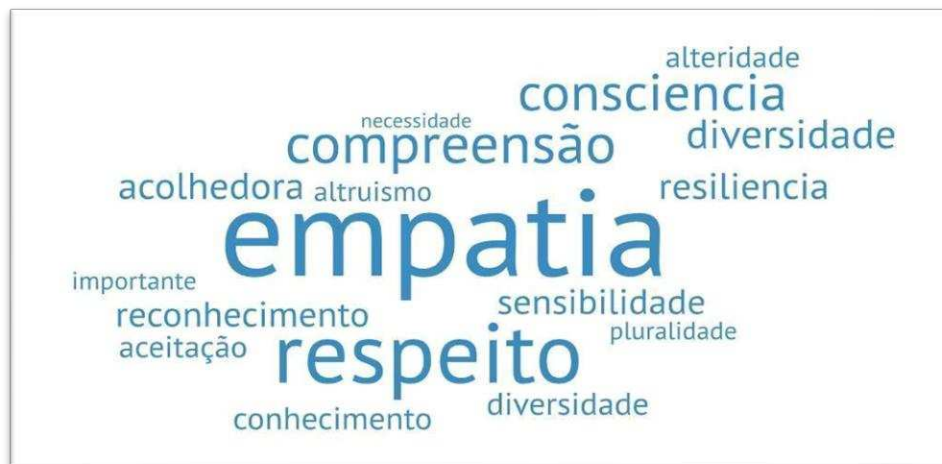 alteridade
consciencia
necessidade
compreensão
diversidade
acolhedora altruismo
resiliencia
empatia
importante
sensibilidade
reconhecimento
pluralidade
aceitação
respeito
diversidade
conhecimento